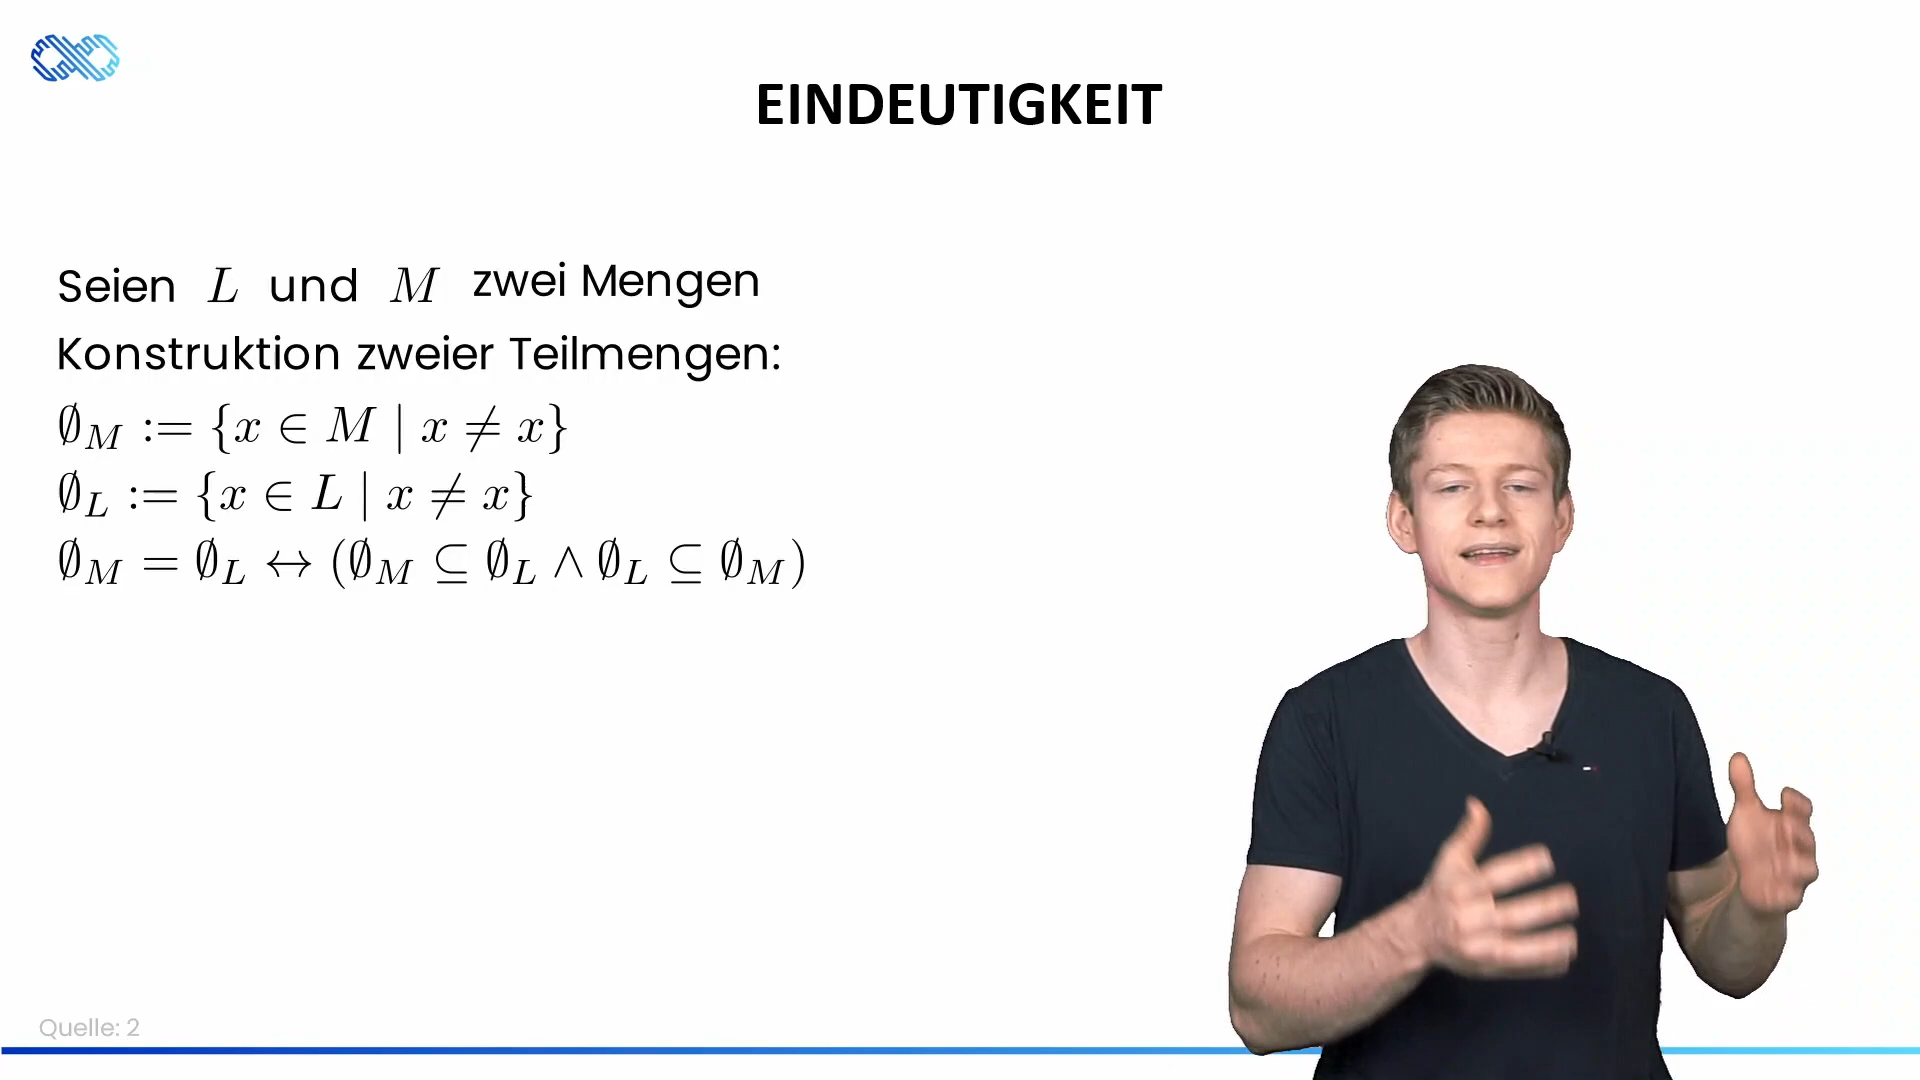 EINDEUTIGKEIT
Seien L und M zwei Mengen
Konstruktion zweier Teilmengen:
∅_M := {x ∈ M | x ≠ x}
∅_L := {x ∈ L | x ≠ x}
∅_M = ∅_L ↔ (∅_M ⊆ ∅_L ∧ ∅_L ⊆ ∅_M)
Quelle: 2